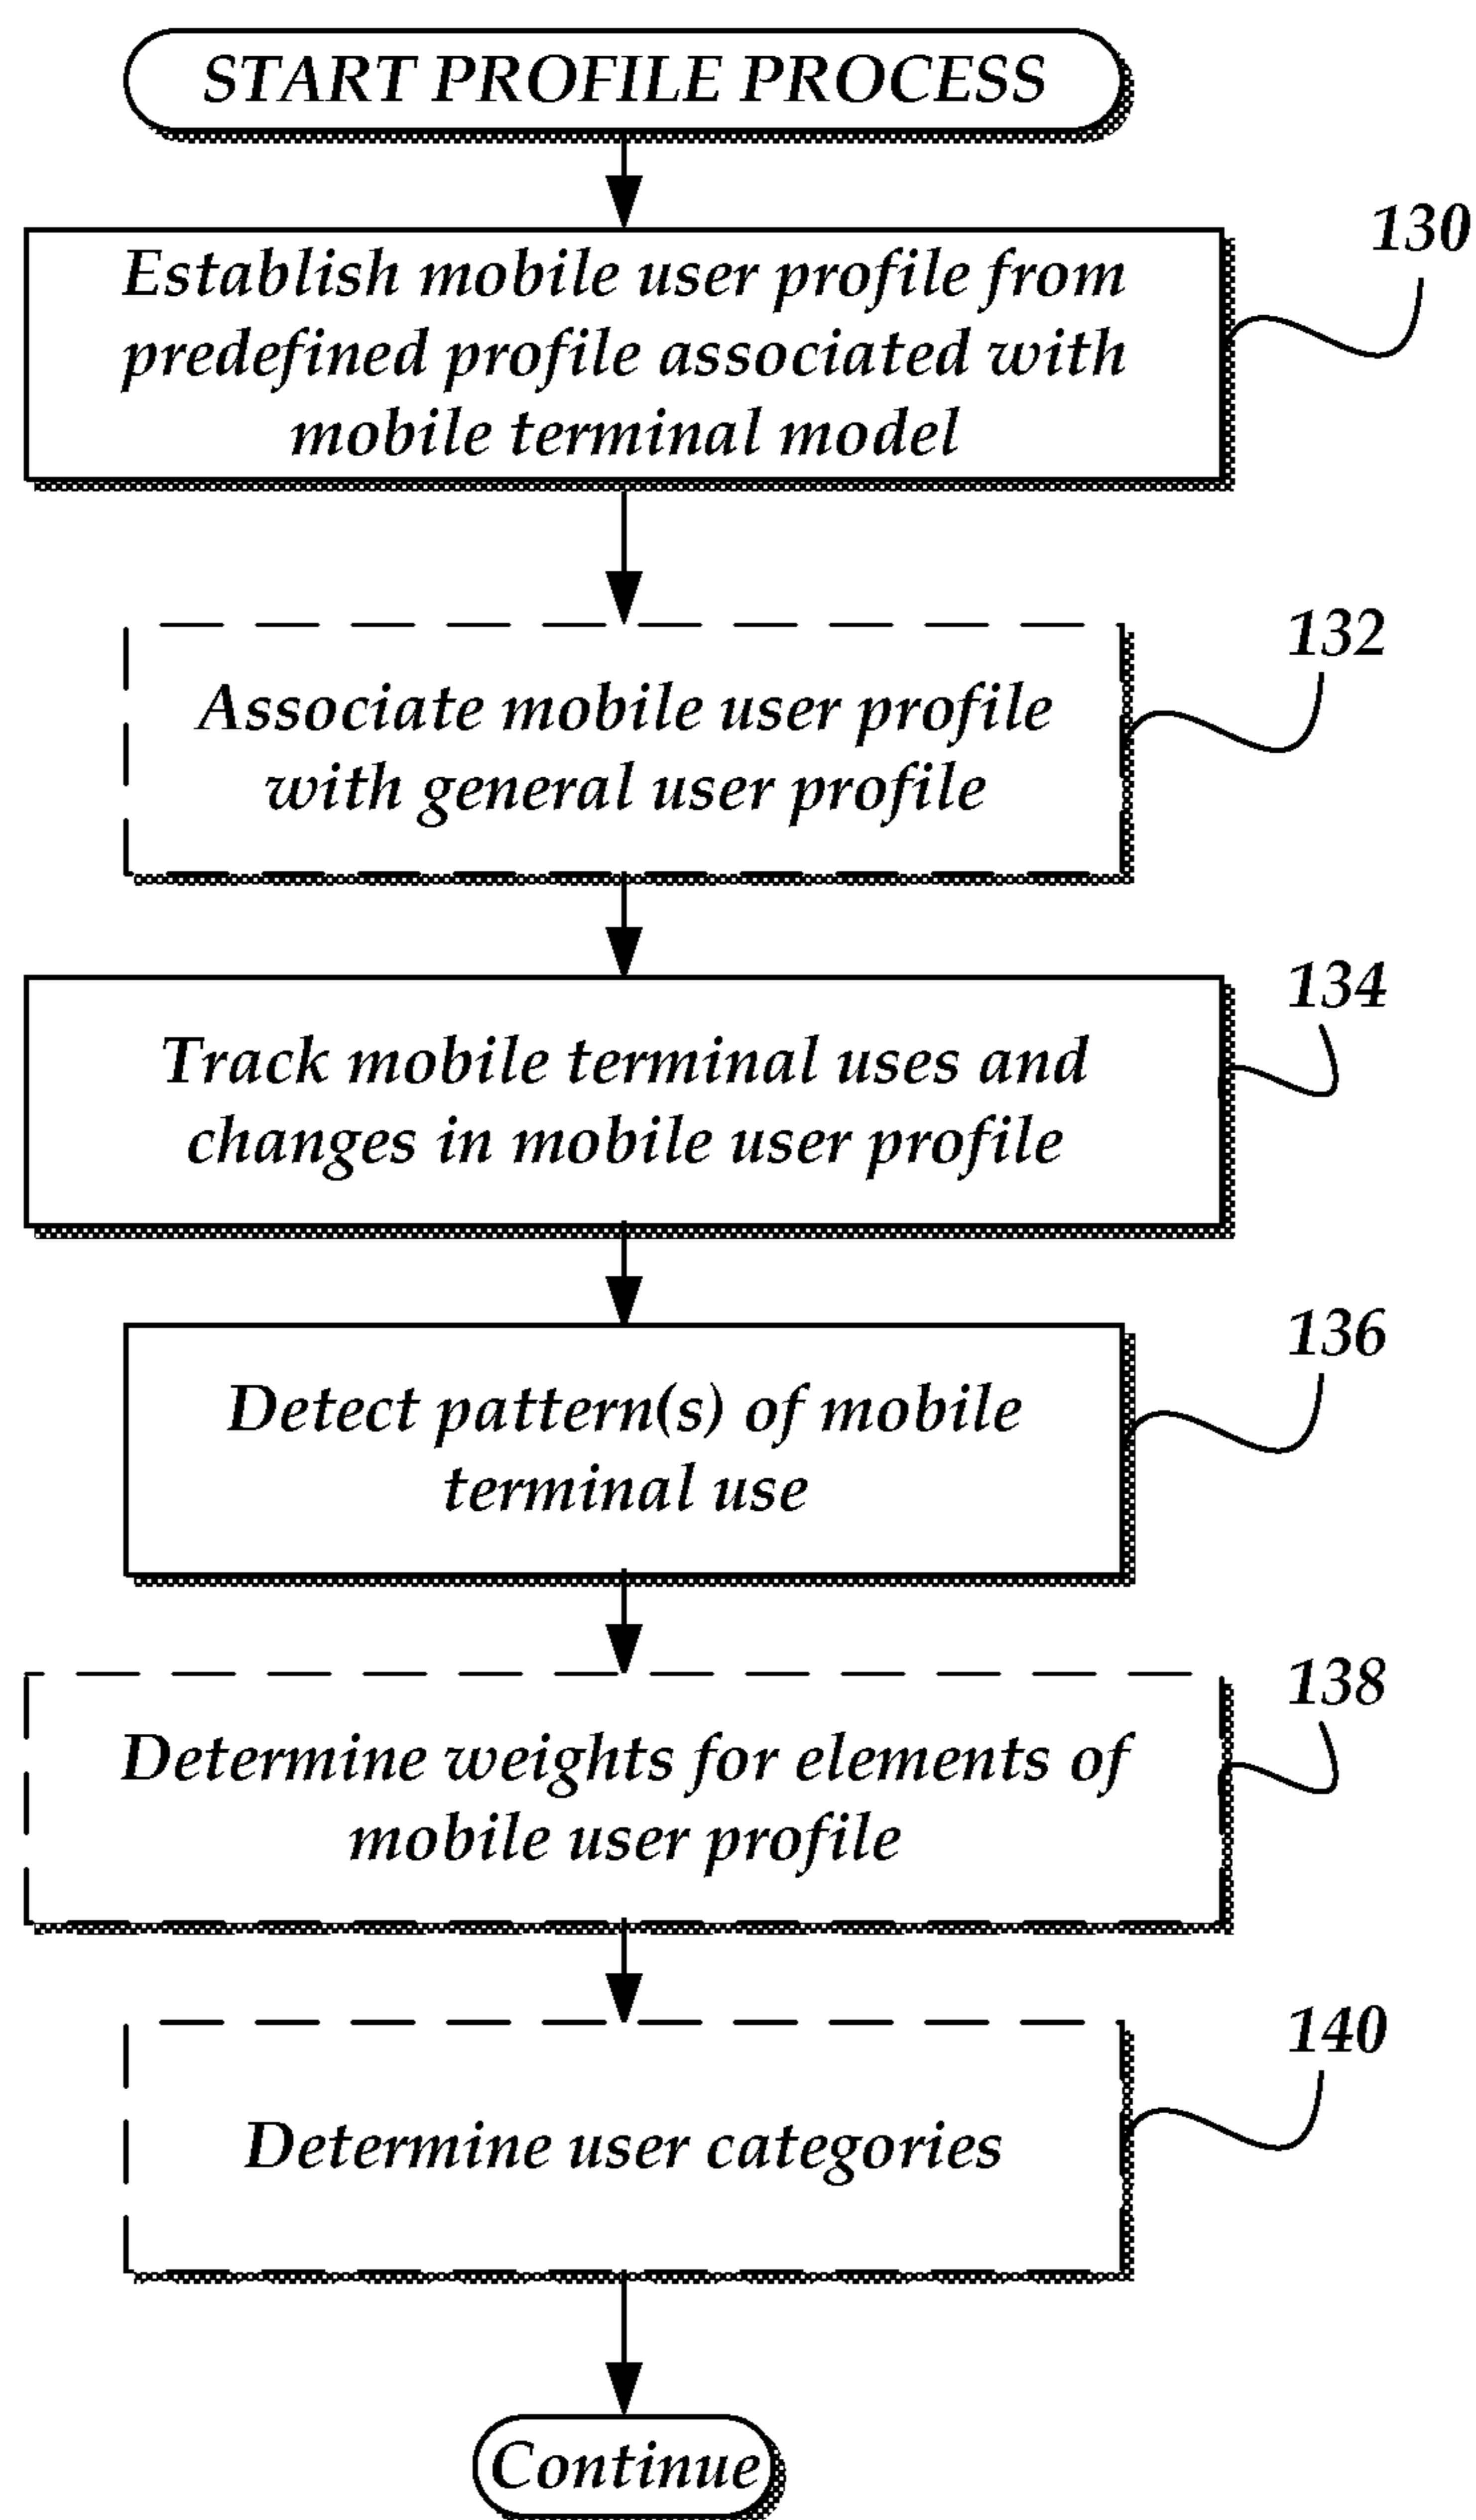 START PROFILE PROCESS
130
Establish mobile user profile from
predefined profile associated with
mobile terminal model
132
Associate mobile user profile
with general user profile
134
Track mobile terminal uses and
changes in mobile user profile
136
Detect pattern(s) of mobile
terminal use
138
Determine weights for elements of
mobile user profile
140
Determine user categories
Continue